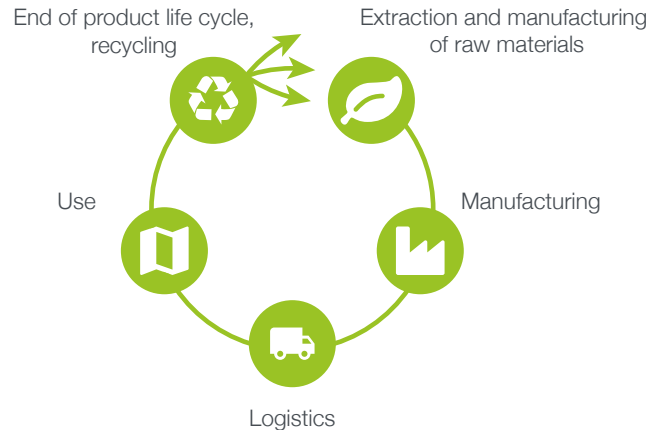 End of product life cycle,
recycling
Extraction and manufacturing
of raw materials
Use
Manufacturing
Logistics